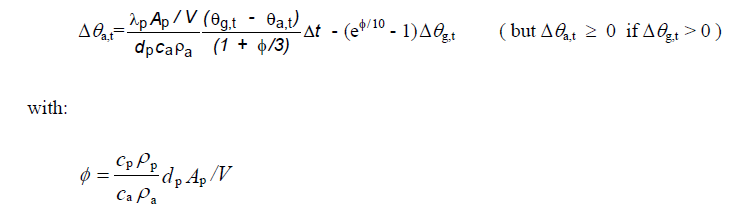 Δθa,t = λp Ap / V (θg,t - θa,t) / dp ca ρa (1 + ϕ/3) Δt - (e^ϕ/10 - 1) Δθg,t ( but Δθa,t ≥ 0 if Δθg,t > 0 )
with:
ϕ = cp ρp / ca ρa dp Ap /V